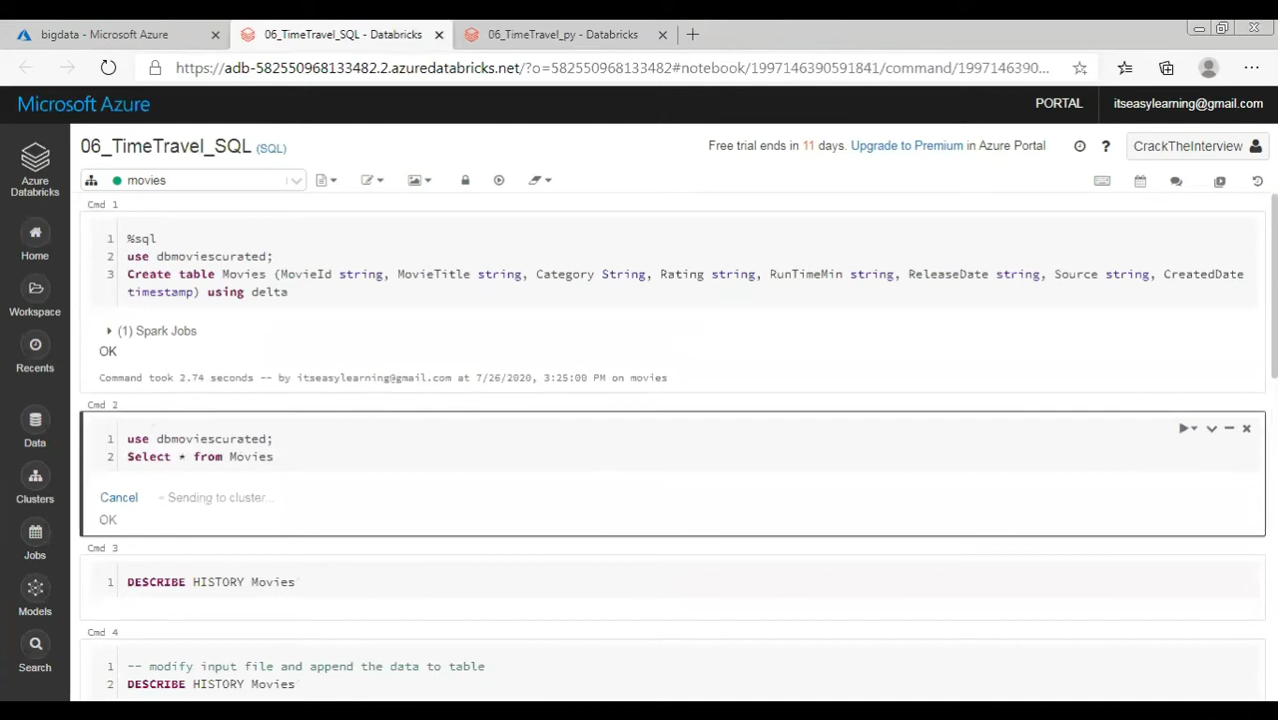 bigdata - Microsoft Azure
06_TimeTravel_SQL - Databricks
06_TimeTravel_py - Databricks
https://adb-582550968133482.2.azuredatabricks.net/?o=582550968133482#notebook/1997146390591841/command/1997146390...
Microsoft Azure
PORTAL
itseasylearning@gmail.com
Azure
Databricks
Home
Workspace
Recents
Data
Clusters
Jobs
Models
Search
06_TimeTravel_SQL (SQL)
Free trial ends in 11 days. Upgrade to Premium in Azure Portal
?
CrackTheInterview
movies
Cmd 1
1 %sql
2 use dbmoviescurated;
3 Create table Movies (MovieId string, MovieTitle string, Category String, Rating string, RunTimeMin string, ReleaseDate string, Source string, CreatedDate
timestamp) using delta
(1) Spark Jobs
OK
Command took 2.74 seconds -- by itseasylearning@gmail.com at 7/26/2020, 3:25:00 PM on movies
Cmd 2
1 use dbmoviescurated;
2 Select * from Movies
Cancel Sending to cluster...
OK
Cmd 3
1 DESCRIBE HISTORY Movies
Cmd 4
1 -- modify input file and append the data to table
2 DESCRIBE HISTORY Movies